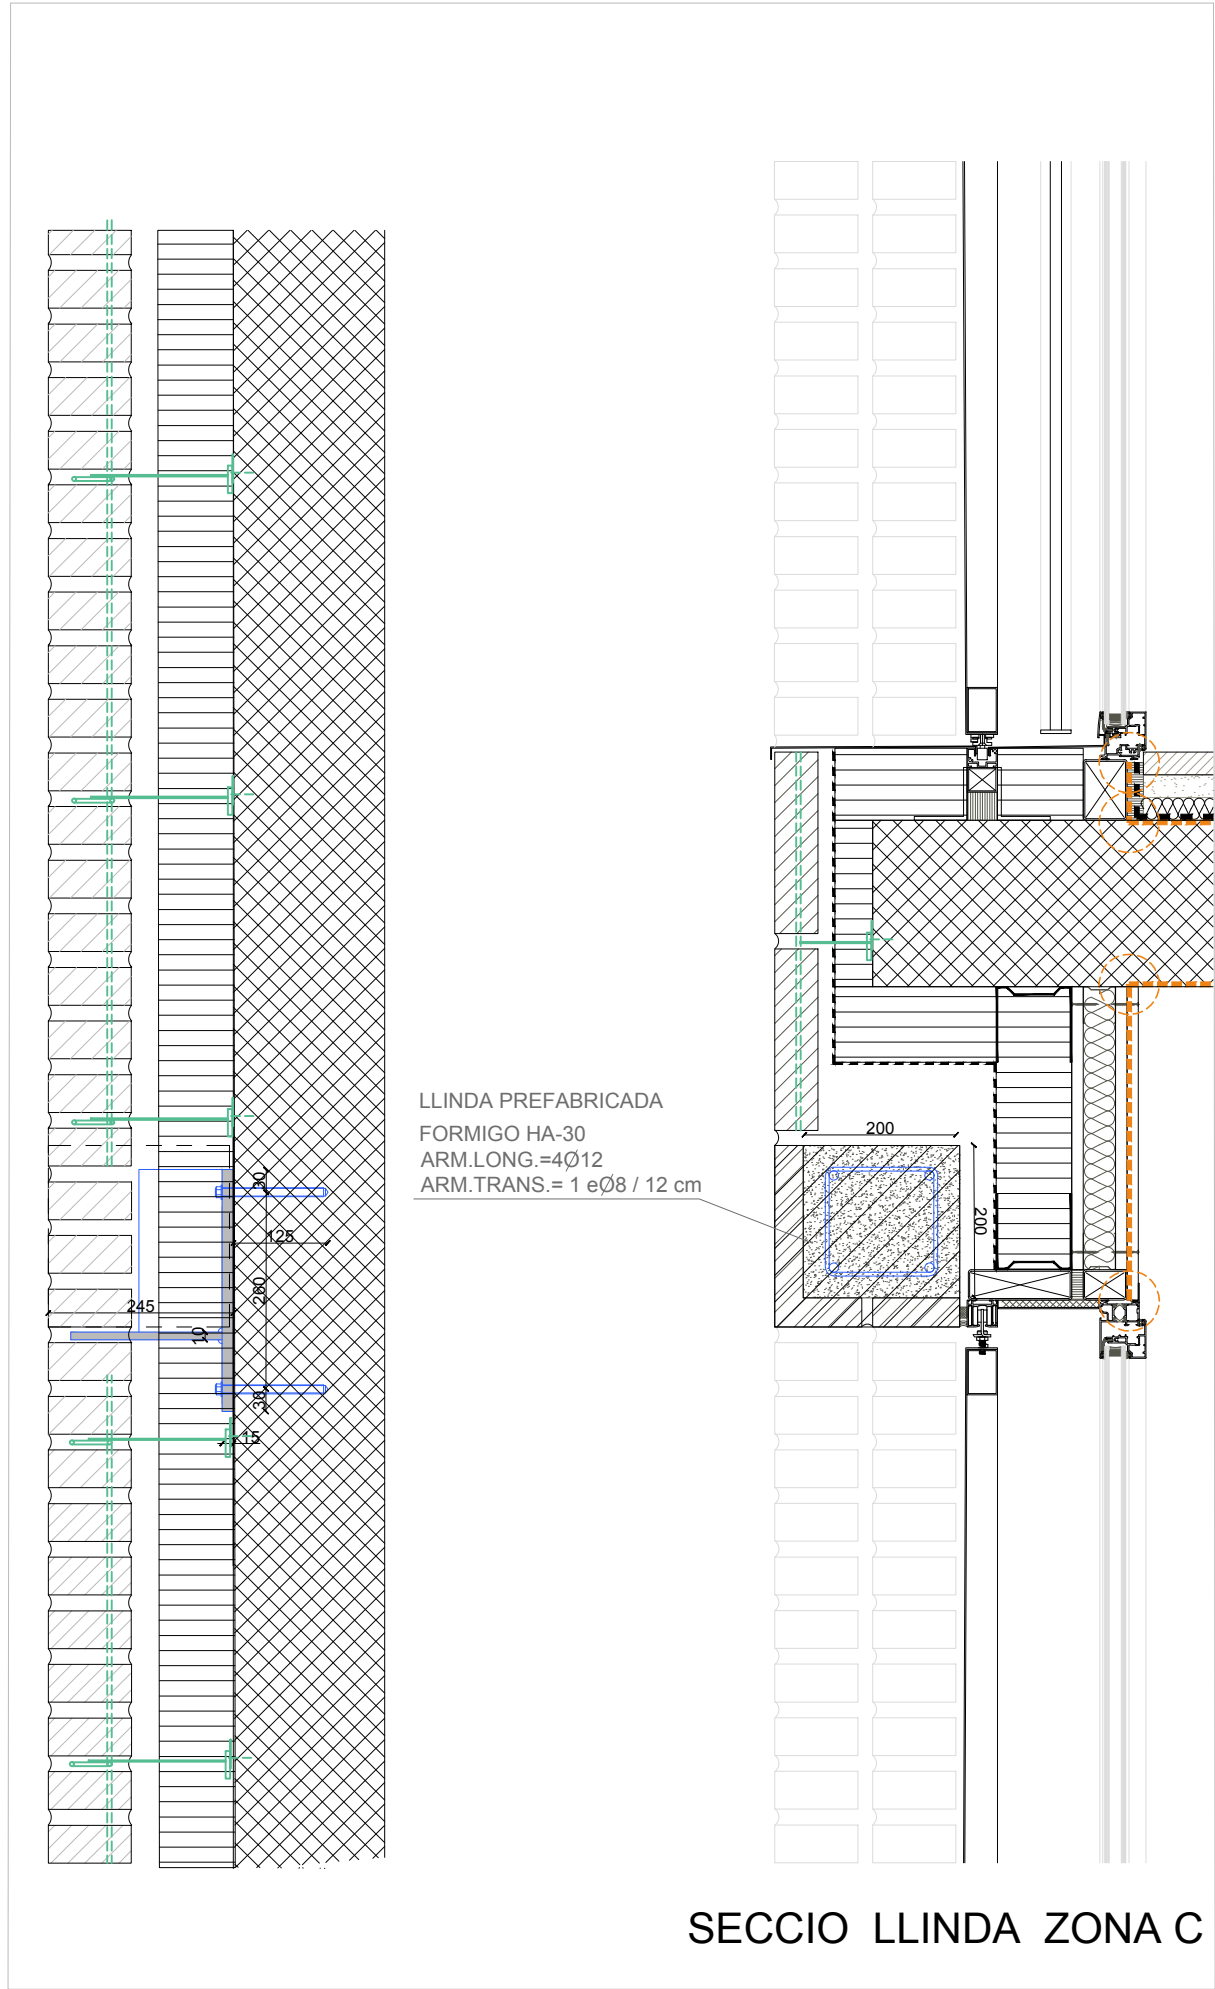 LLINDA PREFABRICADA
FORMIGO HA-30
ARM.LONG.=4Ø12
ARM.TRANS.= 1 eØ8 / 12 cm
200
200
30
125
260
245
10
30
15
SECCIO LLINDA ZONA C